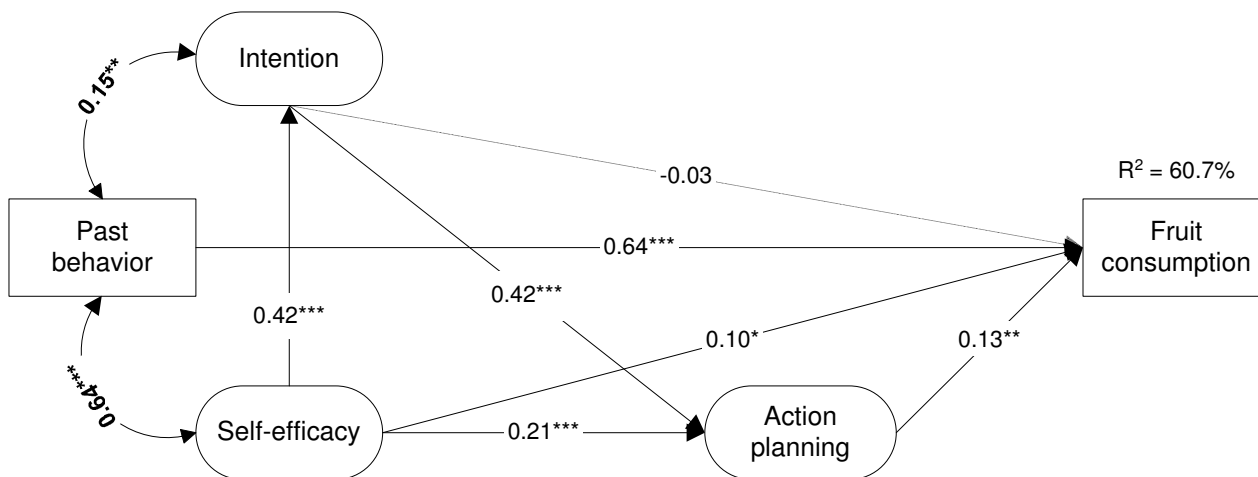 Intention
0.15**
-0.03
R² = 60.7%
Past
behavior
0.64***
Fruit
consumption
0.42***
0.42***
0.10*
0.13**
0.64***
Self-efficacy
0.21***
Action
planning